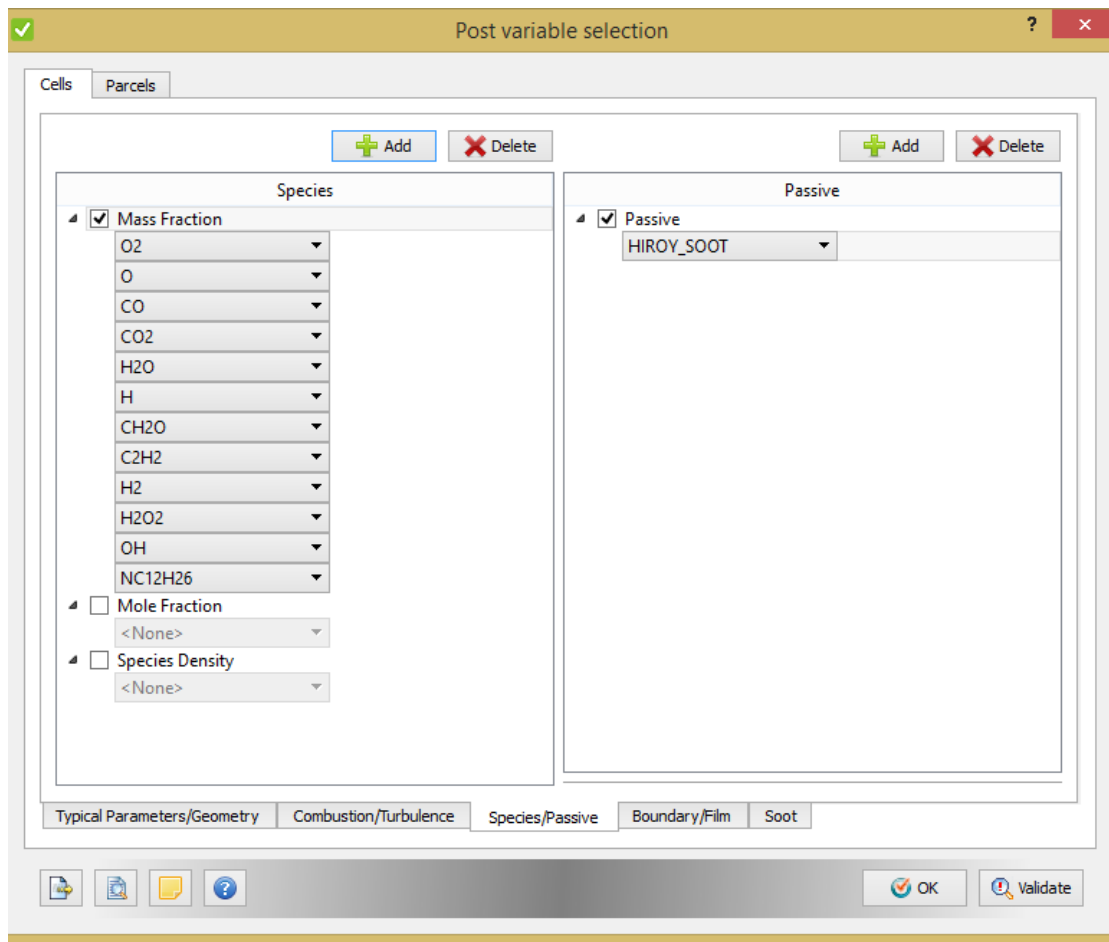 Post variable selection
?
Cells
Parcels
Add
Delete
Add
Delete
Species
Mass Fraction
O2
O
CO
CO2
H2O
H
CH2O
C2H2
H2
H2O2
OH
NC12H26
Mole Fraction
<None>
Species Density
<None>
Passive
Passive
HIROY_SOOT
Typical Parameters/Geometry
Combustion/Turbulence
Species/Passive
Boundary/Film
Soot
OK
Validate